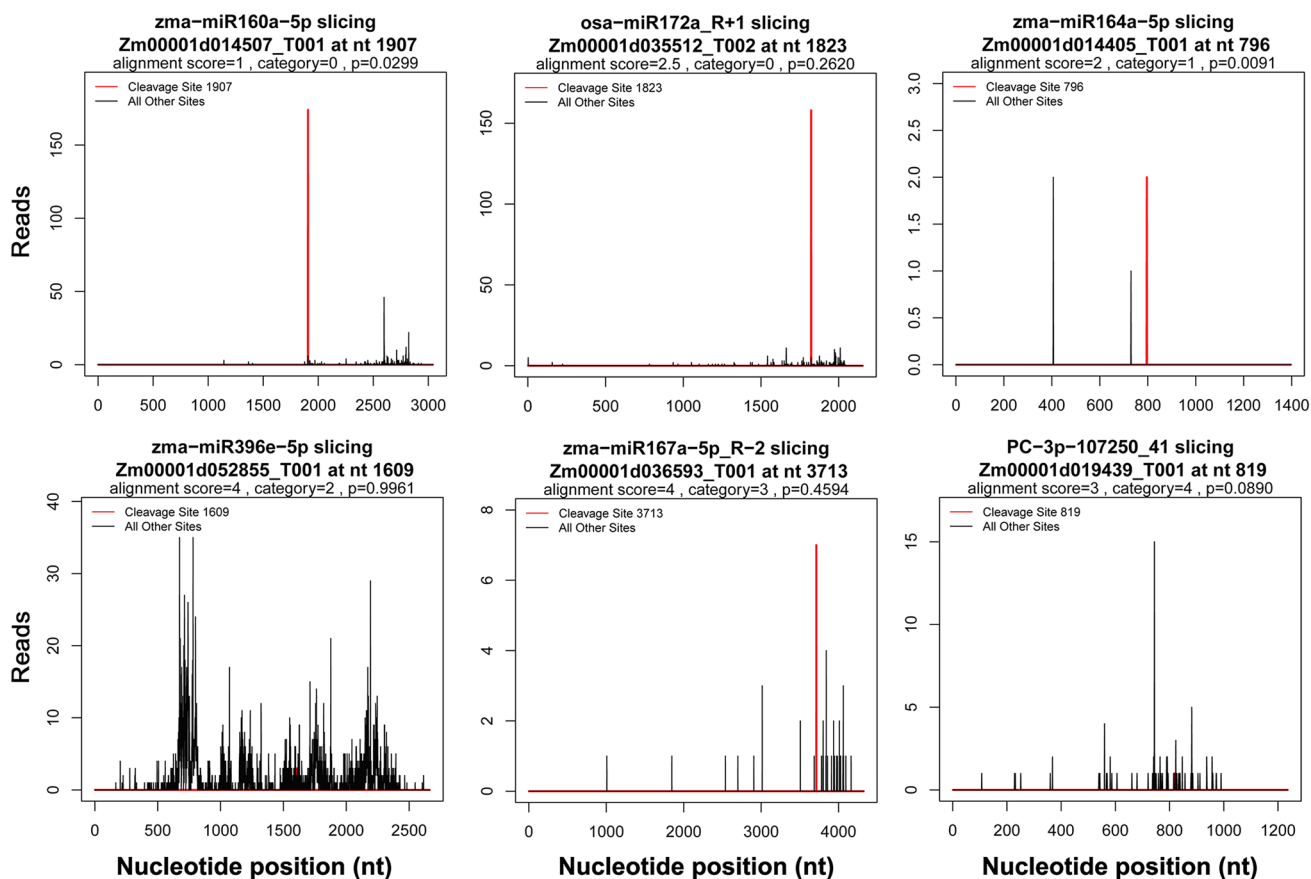 zma−miR160a−5p slicing
Zm00001d014507_T001 at nt 1907
alignment score=1 , category=0 , p=0.0299
Cleavage Site 1907
All Other Sites
Reads
0 50 100 150
0 500 1000 1500 2000 2500 3000
osa−miR172a_R+1 slicing
Zm00001d035512_T002 at nt 1823
alignment score=2.5 , category=0 , p=0.2620
Cleavage Site 1823
All Other Sites
0 50 100 150
0 500 1000 1500 2000
zma−miR164a−5p slicing
Zm00001d014405_T001 at nt 796
alignment score=2 , category=1 , p=0.0091
Cleavage Site 796
All Other Sites
0.0 0.5 1.0 1.5 2.0 2.5 3.0
0 200 400 600 800 1000 1200 1400
zma−miR396e−5p slicing
Zm00001d052855_T001 at nt 1609
alignment score=4 , category=2 , p=0.9961
Cleavage Site 1609
All Other Sites
Reads
0 10 20 30 40
0 500 1000 1500 2000 2500
Nucleotide position (nt)
zma−miR167a−5p_R−2 slicing
Zm00001d036593_T001 at nt 3713
alignment score=4 , category=3 , p=0.4594
Cleavage Site 3713
All Other Sites
0 2 4 6 8
0 1000 2000 3000 4000
Nucleotide position (nt)
PC−3p−107250_41 slicing
Zm00001d019439_T001 at nt 819
alignment score=3 , category=4 , p=0.0890
Cleavage Site 819
All Other Sites
0 5 10 15
0 200 400 600 800 1000 1200
Nucleotide position (nt)